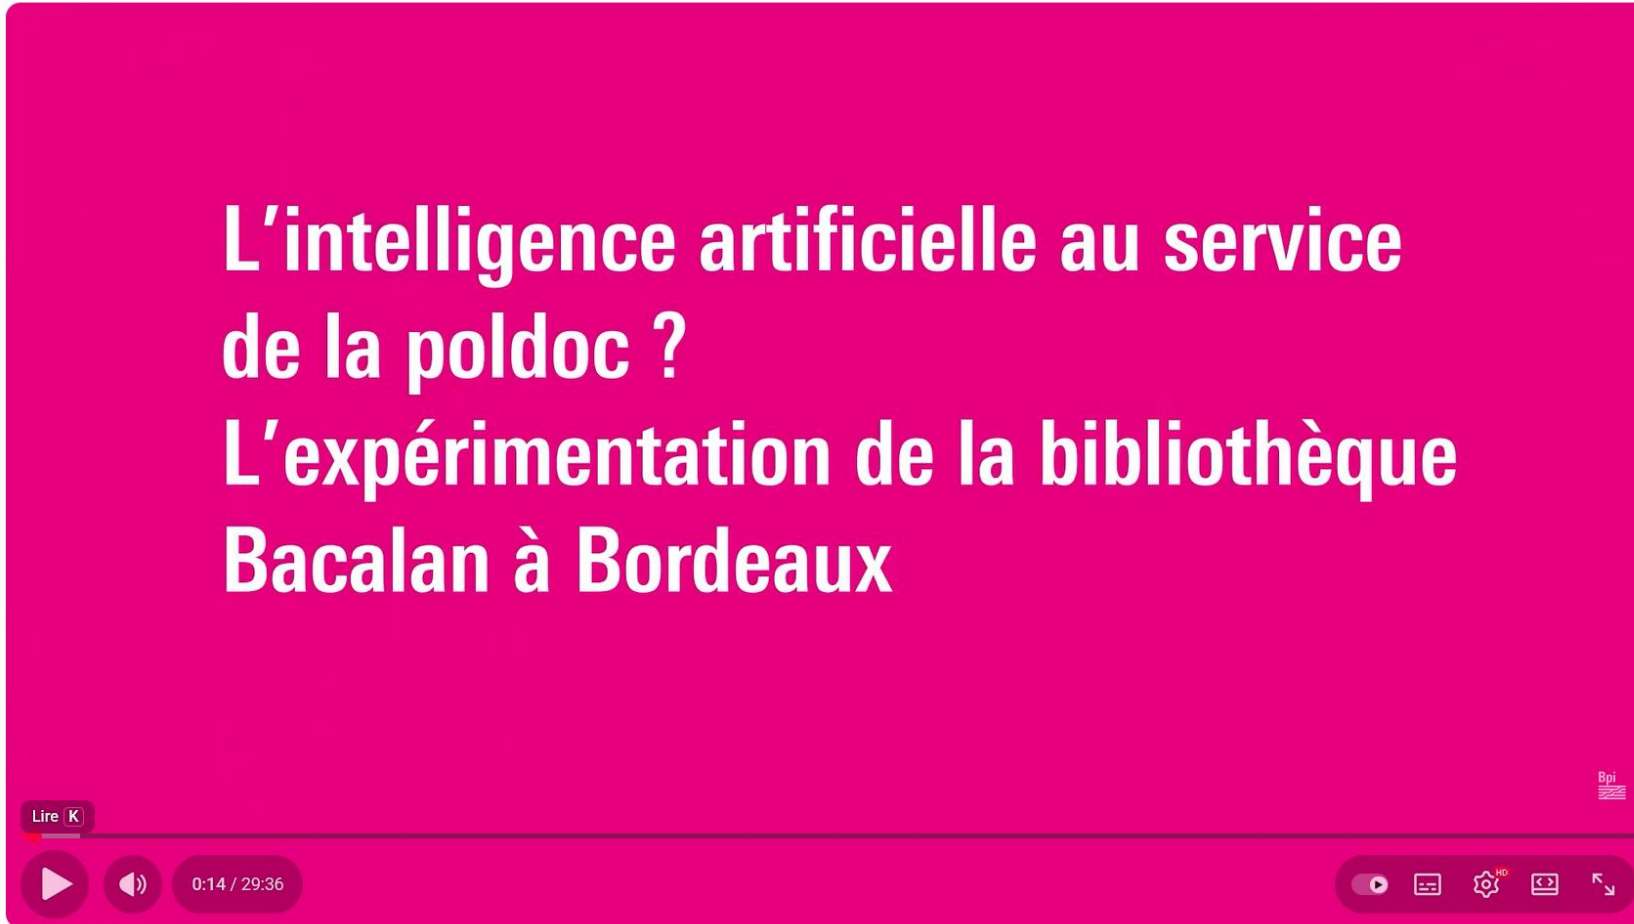 L’intelligence artificielle au service
de la poldoc ?
L’expérimentation de la bibliothèque
Bacalan à Bordeaux
Bpi
Lire K
0:14 / 29:36
HD